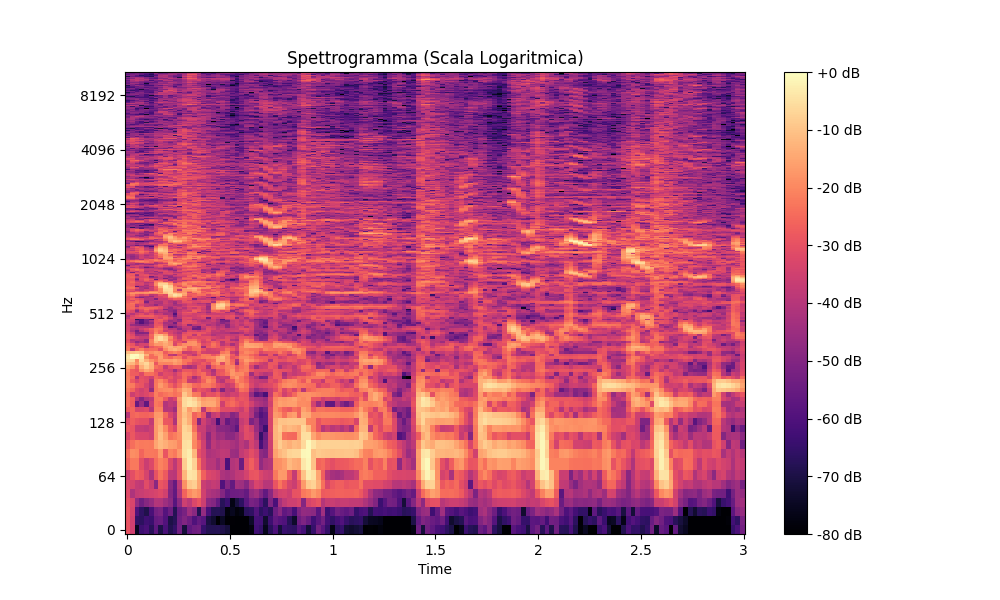 Spettrogramma (Scala Logaritmica)
8192
4096
2048
1024
512
256
128
64
0
Hz
0
0.5
1
1.5
2
2.5
3
Time
+0 dB
-10 dB
-20 dB
-30 dB
-40 dB
-50 dB
-60 dB
-70 dB
-80 dB